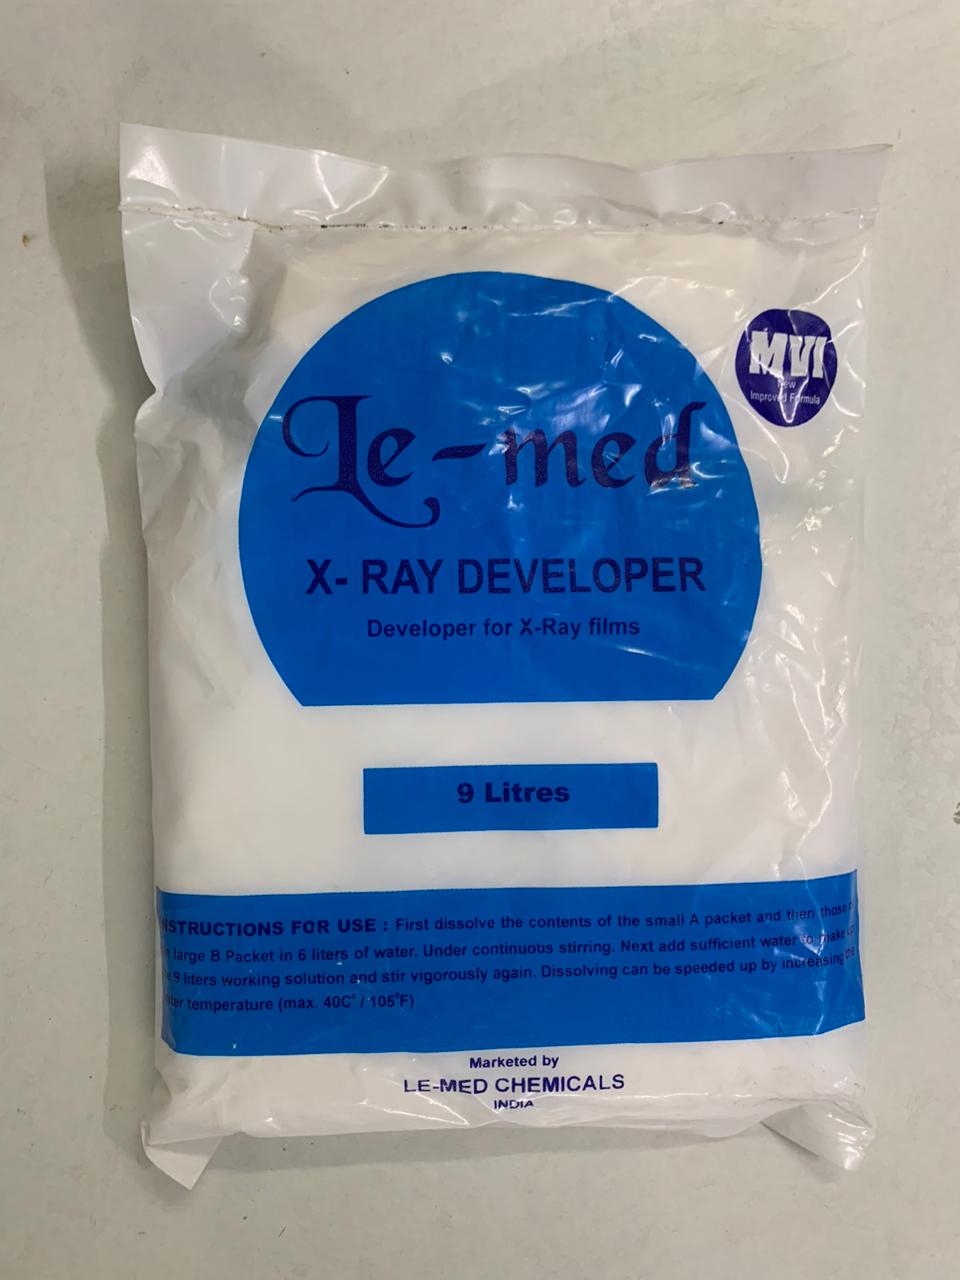 MVI
New
Improved Formula
Le-med
X- RAY DEVELOPER
Developer for X-Ray films
9 Litres
INSTRUCTIONS FOR USE : First dissolve the contents of the small A packet and then those
large B Packet in 6 liters of water. Under continuous stirring. Next add sufficient water to make
9 liters working solution and stir vigorously again. Dissolving can be speeded up by increasing the
water temperature (max. 40C° / 105°F)
Marketed by
LE-MED CHEMICALS
INDIA